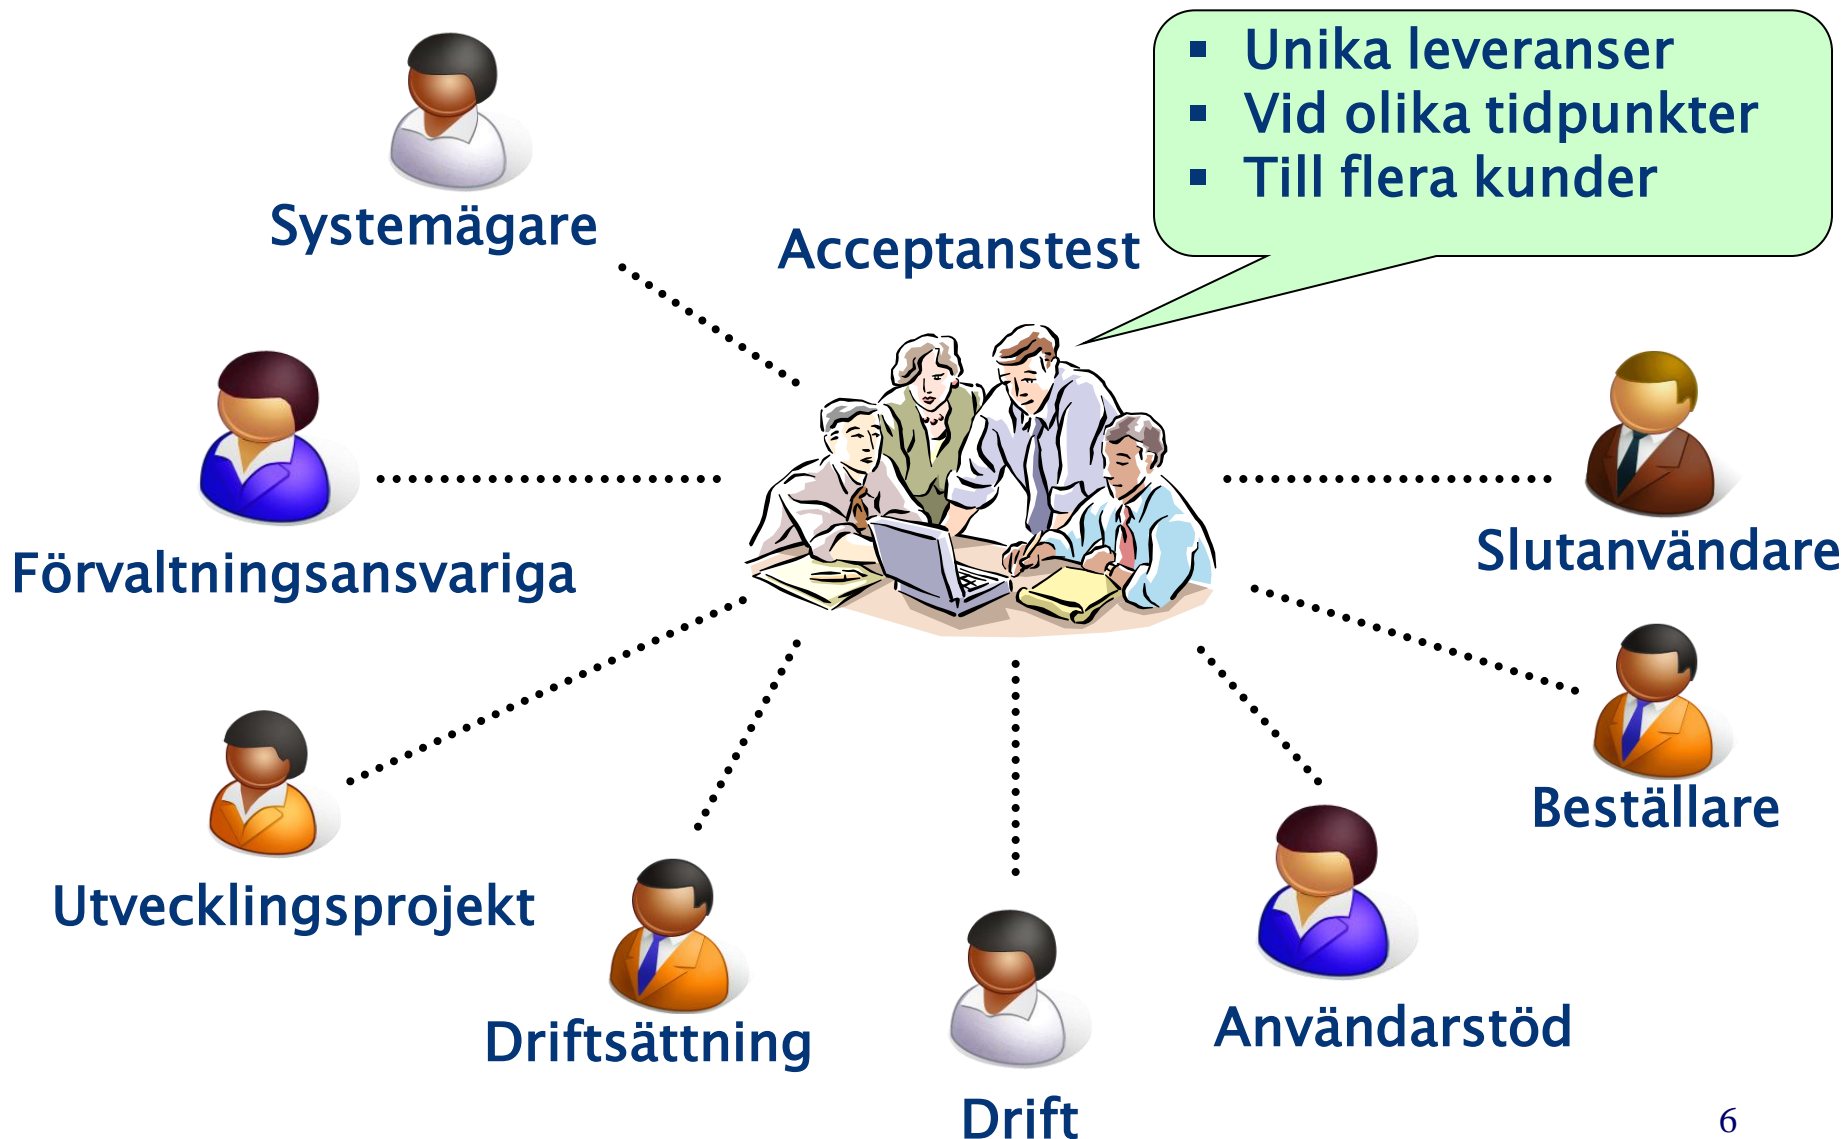 ▪ Unika leveranser
▪ Vid olika tidpunkter
▪ Till flera kunder
Systemägare
Acceptanstest
Förvaltningsansvariga
Slutanvändare
Beställare
Utvecklingsprojekt
Driftsättning
Användarstöd
Drift
6